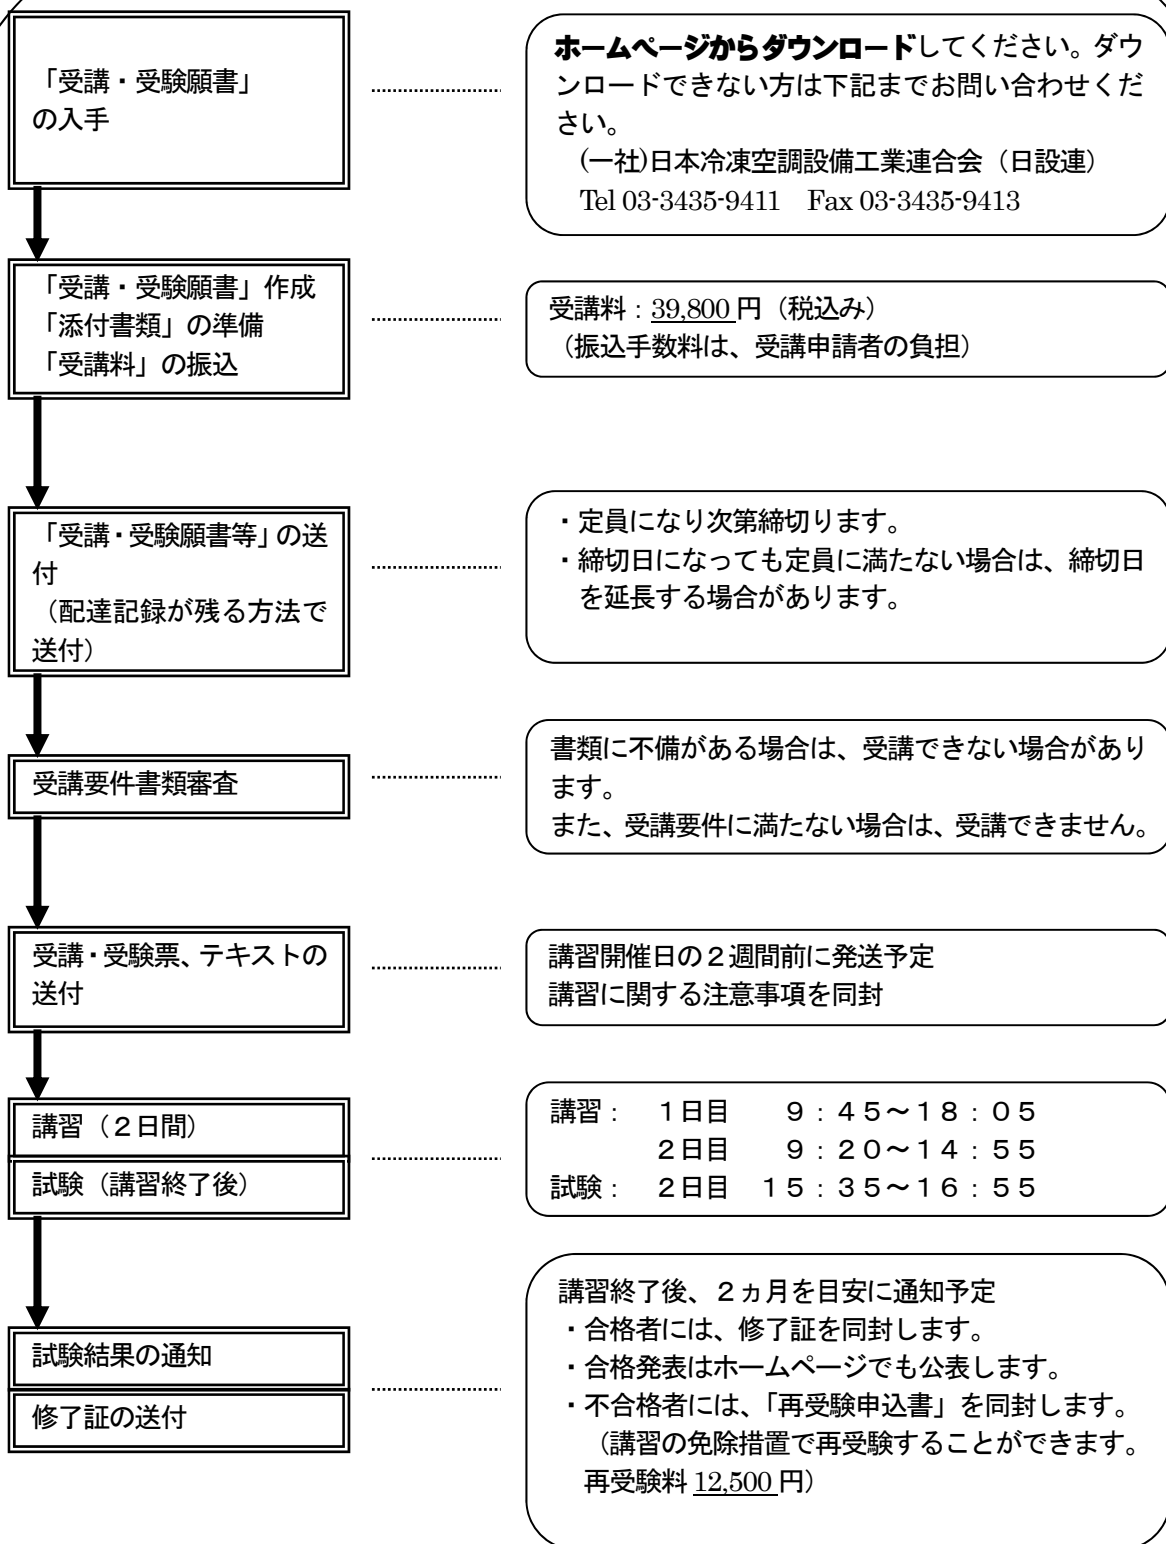 「受講・受験願書」
の入手
ホームページからダウンロードしてください。ダウ
ンロードできない方は下記までお問い合わせくだ
さい。
(一社)日本冷凍空調設備工業連合会（日設連）
Tel 03-3435-9411　Fax 03-3435-9413
「受講・受験願書」作成
「添付書類」の準備
「受講料」の振込
受講料：39,800 円（税込み）
（振込手数料は、受講申請者の負担）
「受講・受験願書等」の送
付
（配達記録が残る方法で
送付）
・定員になり次第締切ります。
・締切日になっても定員に満たない場合は、締切日
を延長する場合があります。
受講要件書類審査
書類に不備がある場合は、受講できない場合があり
ます。
また、受講要件に満たない場合は、受講できません。
受講・受験票、テキストの
送付
講習開催日の２週間前に発送予定
講習に関する注意事項を同封
講習（２日間）
試験（講習終了後）
講習：　１日目　　９：４５～１８：０５
２日目　　９：２０～１４：５５
試験：　２日目　１５：３５～１６：５５
試験結果の通知
修了証の送付
講習終了後、２ヵ月を目安に通知予定
・合格者には、修了証を同封します。
・合格発表はホームページでも公表します。
・不合格者には、「再受験申込書」を同封します。
（講習の免除措置で再受験することができます。
再受験料 12,500 円）